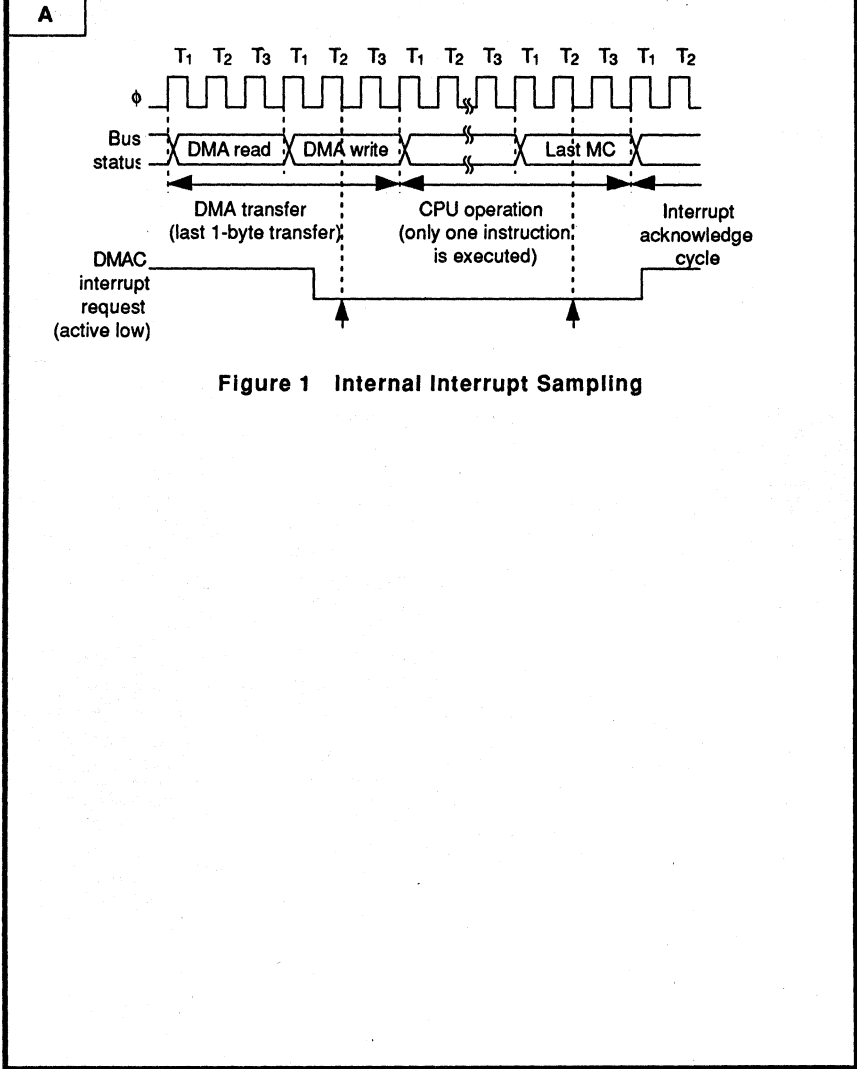 A
T1 T2 T3 T1 T2 T3 T1 T2 T3 T1 T2 T3 T1 T2
ϕ
Bus
status
DMA read DMA write Last MC
DMA transfer
(last 1-byte transfer)
CPU operation
(only one instruction
is executed)
Interrupt
acknowledge
cycle
DMAC
interrupt
request
(active low)
Figure 1 Internal Interrupt Sampling